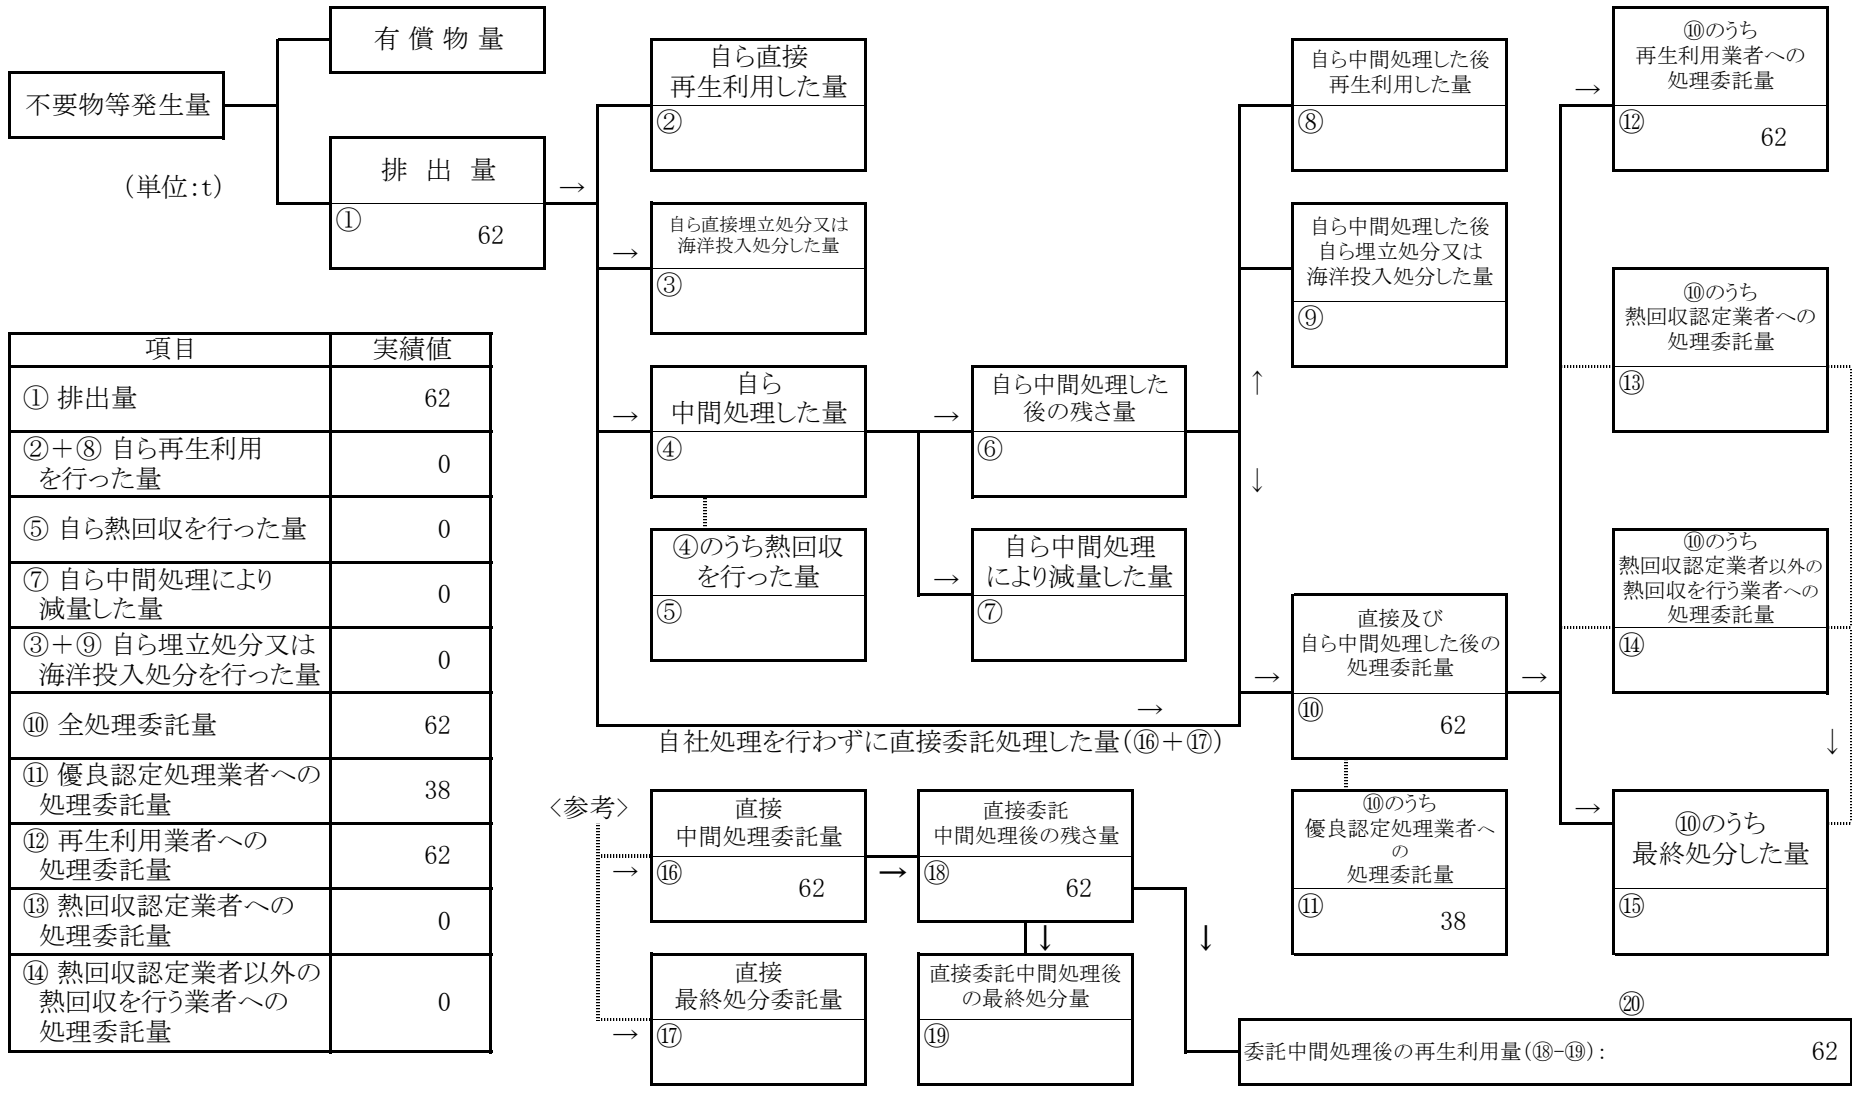 有 償 物 量
不要物等発生量
排 出 量
①
62
(単位:t)
→
自ら直接
再生利用した量
②
→
自ら直接埋立処分又は
海洋投入処分した量
③
→
自ら
中間処理した量
④
④のうち熱回収
を行った量
⑤
→
自ら中間処理した
後の残さ量
⑥
→
自ら中間処理
により減量した量
⑦
↑
↓
自ら中間処理した後
再生利用した量
⑧
自ら中間処理した後
自ら埋立処分又は
海洋投入処分した量
⑨
→
直接及び
自ら中間処理した後の
処理委託量
⑩
62
⑩のうち
優良認定処理業者へ
の
処理委託量
⑪
38
→
→
⑩のうち
再生利用業者への
処理委託量
⑫
62
⑩のうち
熱回収認定業者への
処理委託量
⑬
⑩のうち
熱回収認定業者以外の
熱回収を行う業者への
処理委託量
⑭
↓
→
⑩のうち
最終処分した量
⑮
→
自社処理を行わずに直接委託処理した量(⑯+⑰)
項目 実績値
① 排出量 62
②+⑧ 自ら再生利用
を行った量 0
⑤ 自ら熱回収を行った量 0
⑦ 自ら中間処理により
減量した量 0
③+⑨ 自ら埋立処分又は
海洋投入処分を行った量 0
⑩ 全処理委託量 62
⑪ 優良認定処理業者への
処理委託量 38
⑫ 再生利用業者への
処理委託量 62
⑬ 熱回収認定業者への
処理委託量 0
⑭ 熱回収認定業者以外の
熱回収を行う業者への
処理委託量 0
<参考>
→
直接
中間処理委託量
⑯
62
→
直接委託
中間処理後の残さ量
⑱
62
↓
↓
→
直接
最終処分委託量
⑰
直接委託中間処理後
の最終処分量
⑲
⑳
委託中間処理後の再生利用量(⑱-⑲): 62